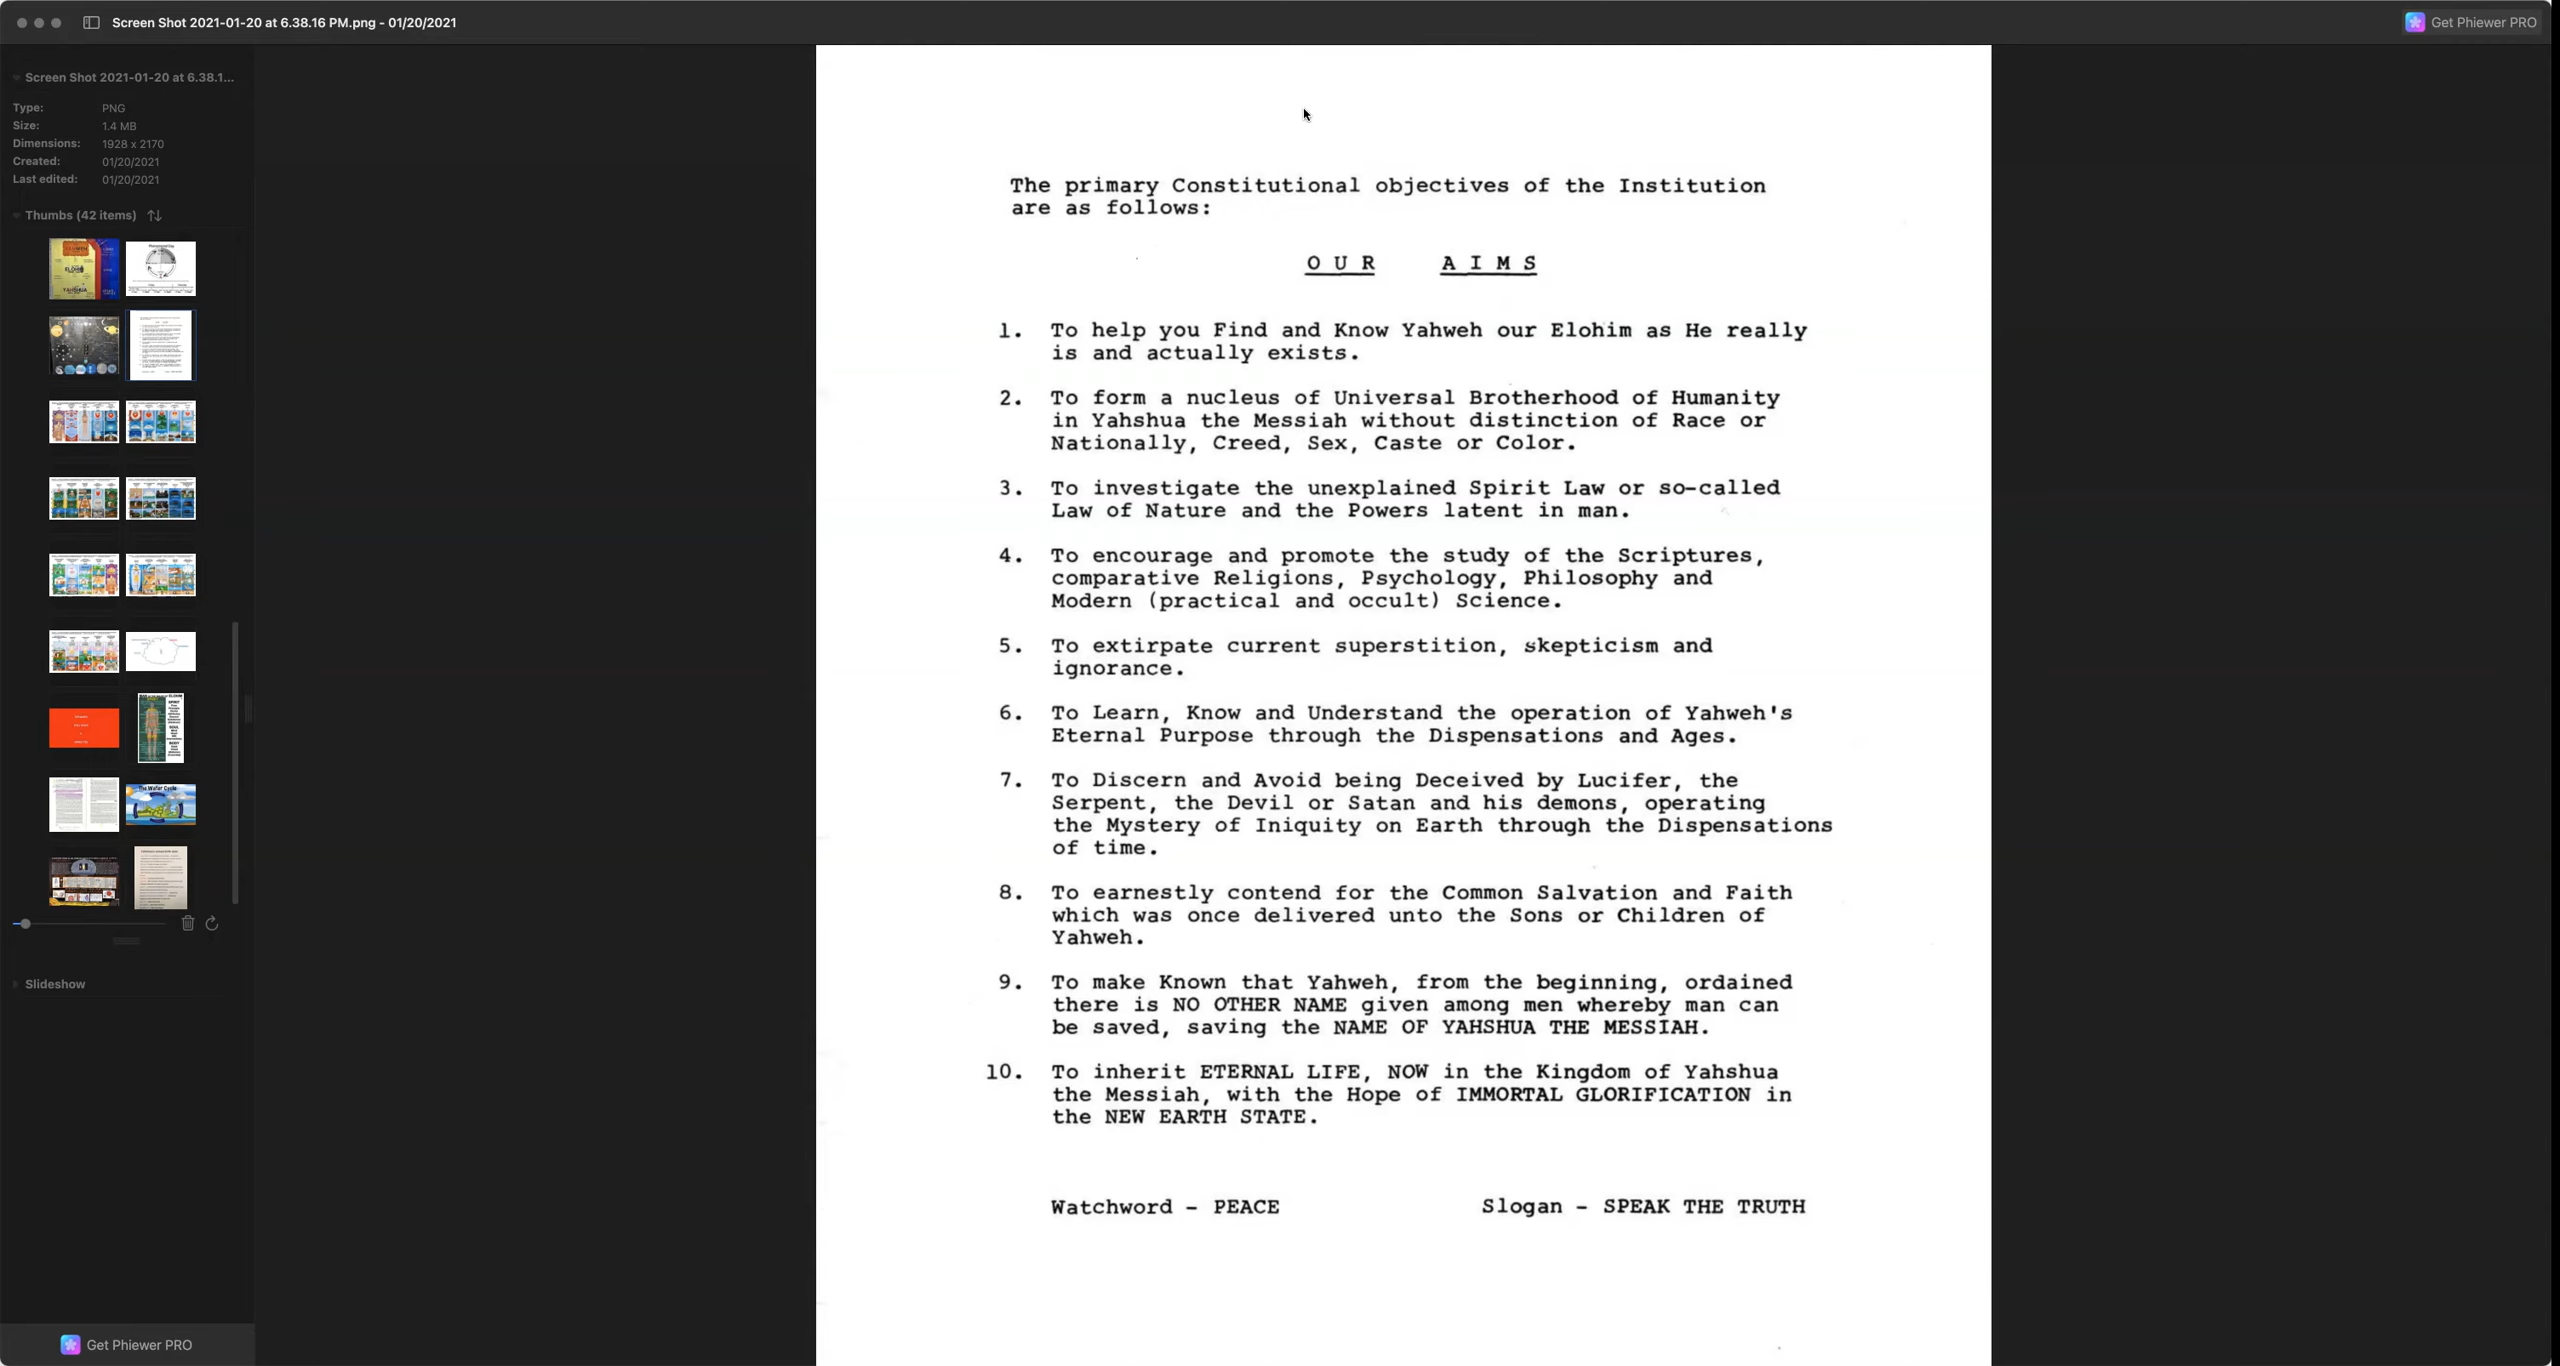 Screen Shot 2021-01-20 at 6.38.16 PM.png - 01/20/2021
Get Phiewer PRO
Screen Shot 2021-01-20 at 6.38.1...
Type: PNG
Size: 1.4 MB
Dimensions: 1928 x 2170
Created: 01/20/2021
Last edited: 01/20/2021
Thumbs (42 items)
The Water Cycle
Slideshow
Get Phiewer PRO
The primary Constitutional objectives of the Institution
are as follows:
OUR AIMS
1. To help you Find and Know Yahweh our Elohim as He really
is and actually exists.
2. To form a nucleus of Universal Brotherhood of Humanity
in Yahshua the Messiah without distinction of Race or
Nationally, Creed, Sex, Caste or Color.
3. To investigate the unexplained Spirit Law or so-called
Law of Nature and the Powers latent in man.
4. To encourage and promote the study of the Scriptures,
comparative Religions, Psychology, Philosophy and
Modern (practical and occult) Science.
5. To extirpate current superstition, skepticism and
ignorance.
6. To Learn, Know and Understand the operation of Yahweh's
Eternal Purpose through the Dispensations and Ages.
7. To Discern and Avoid being Deceived by Lucifer, the
Serpent, the Devil or Satan and his demons, operating
the Mystery of Iniquity on Earth through the Dispensations
of time.
8. To earnestly contend for the Common Salvation and Faith
which was once delivered unto the Sons or Children of
Yahweh.
9. To make Known that Yahweh, from the beginning, ordained
there is NO OTHER NAME given among men whereby man can
be saved, saving the NAME OF YAHSHUA THE MESSIAH.
10. To inherit ETERNAL LIFE, NOW in the Kingdom of Yahshua
the Messiah, with the Hope of IMMORTAL GLORIFICATION in
the NEW EARTH STATE.
Watchword - PEACE Slogan - SPEAK THE TRUTH